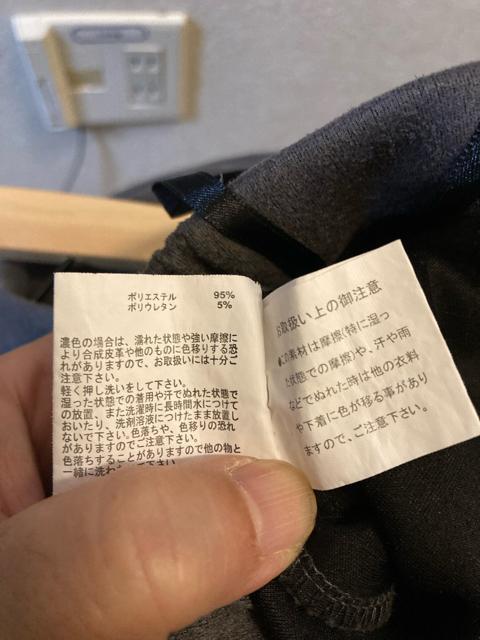 ポリエステル 95%
ポリウレタン 5%
濃色の場合は、濡れた状態や強い摩擦に
より合成皮革や他のものに色移りする恐
れがありますので、お取扱いには十分ご
注意下さい。
軽く押し洗いをして下さい。
湿った状態での着用や汗でぬれた状態で
の放置、また洗濯時に長時間水につけて
おいたり、洗剤溶液につけたまま放置し
ないで下さい。色落ちや、色移りの恐れ
がありますのでご注意下さい。
色落ちすることがありますので他の物と
一緒に洗わ
お取扱い上の御注意
●この素材は摩擦(特に湿っ
た状態での摩擦)や、汗や雨
などでぬれた時は他の衣料
や下着に色が移る事があり
ますので、ご注意下さい。